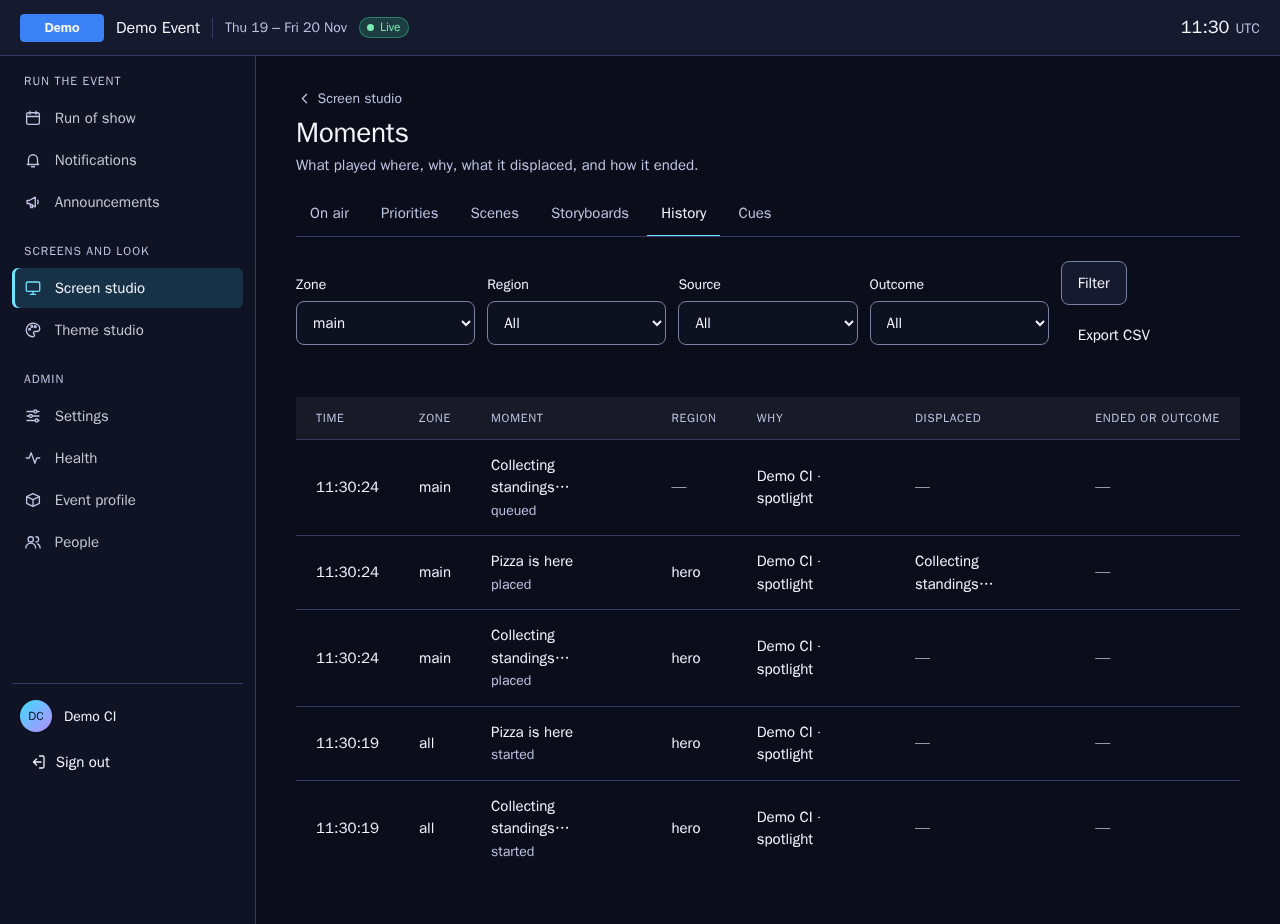 Demo
Demo Event
Thu 19 – Fri 20 Nov
Live
11:30 UTC
RUN THE EVENT
Run of show
Notifications
Announcements
SCREENS AND LOOK
Screen studio
Theme studio
ADMIN
Settings
Health
Event profile
People
DC
Demo CI
Sign out
Screen studio
Moments
What played where, why, what it displaced, and how it ended.
On air
Priorities
Scenes
Storyboards
History
Cues
Zone
Region
Source
Outcome
Filter
main
All
All
All
Export CSV
TIME ZONE MOMENT REGION WHY DISPLACED ENDED OR OUTCOME
11:30:24 main
Collecting
standings…
queued
—
Demo CI ·
spotlight
—
—
11:30:24 main
Pizza is here
placed
hero
Demo CI ·
spotlight
Collecting
standings…
—
11:30:24 main
Collecting
standings…
placed
hero
Demo CI ·
spotlight
—
—
11:30:19 all
Pizza is here
started
hero
Demo CI ·
spotlight
—
—
11:30:19 all
Collecting
standings…
started
hero
Demo CI ·
spotlight
—
—